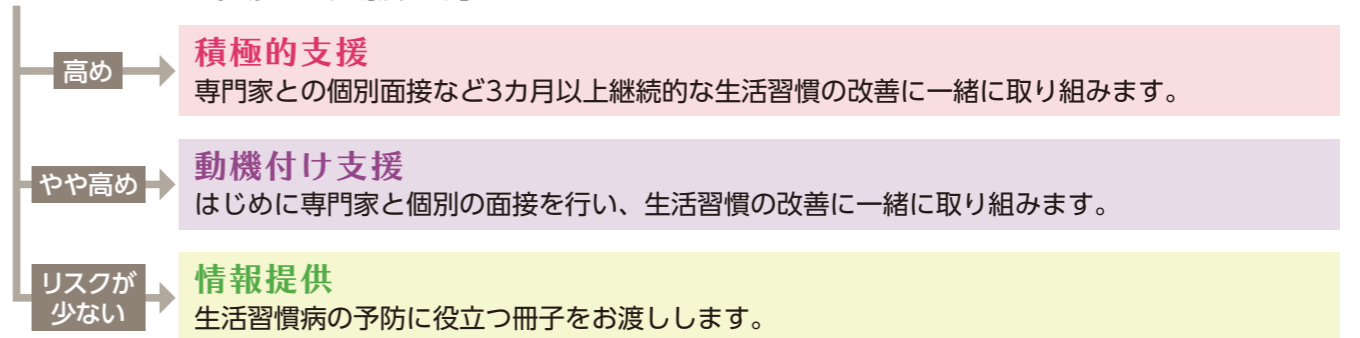 高め
積極的支援
専門家との個別面接など3カ月以上継続的な生活習慣の改善に一緒に取り組みます。
やや高め
動機付け支援
はじめに専門家と個別の面接を行い、生活習慣の改善に一緒に取り組みます。
リスクが
少ない
情報提供
生活習慣病の予防に役立つ冊子をお渡しします。